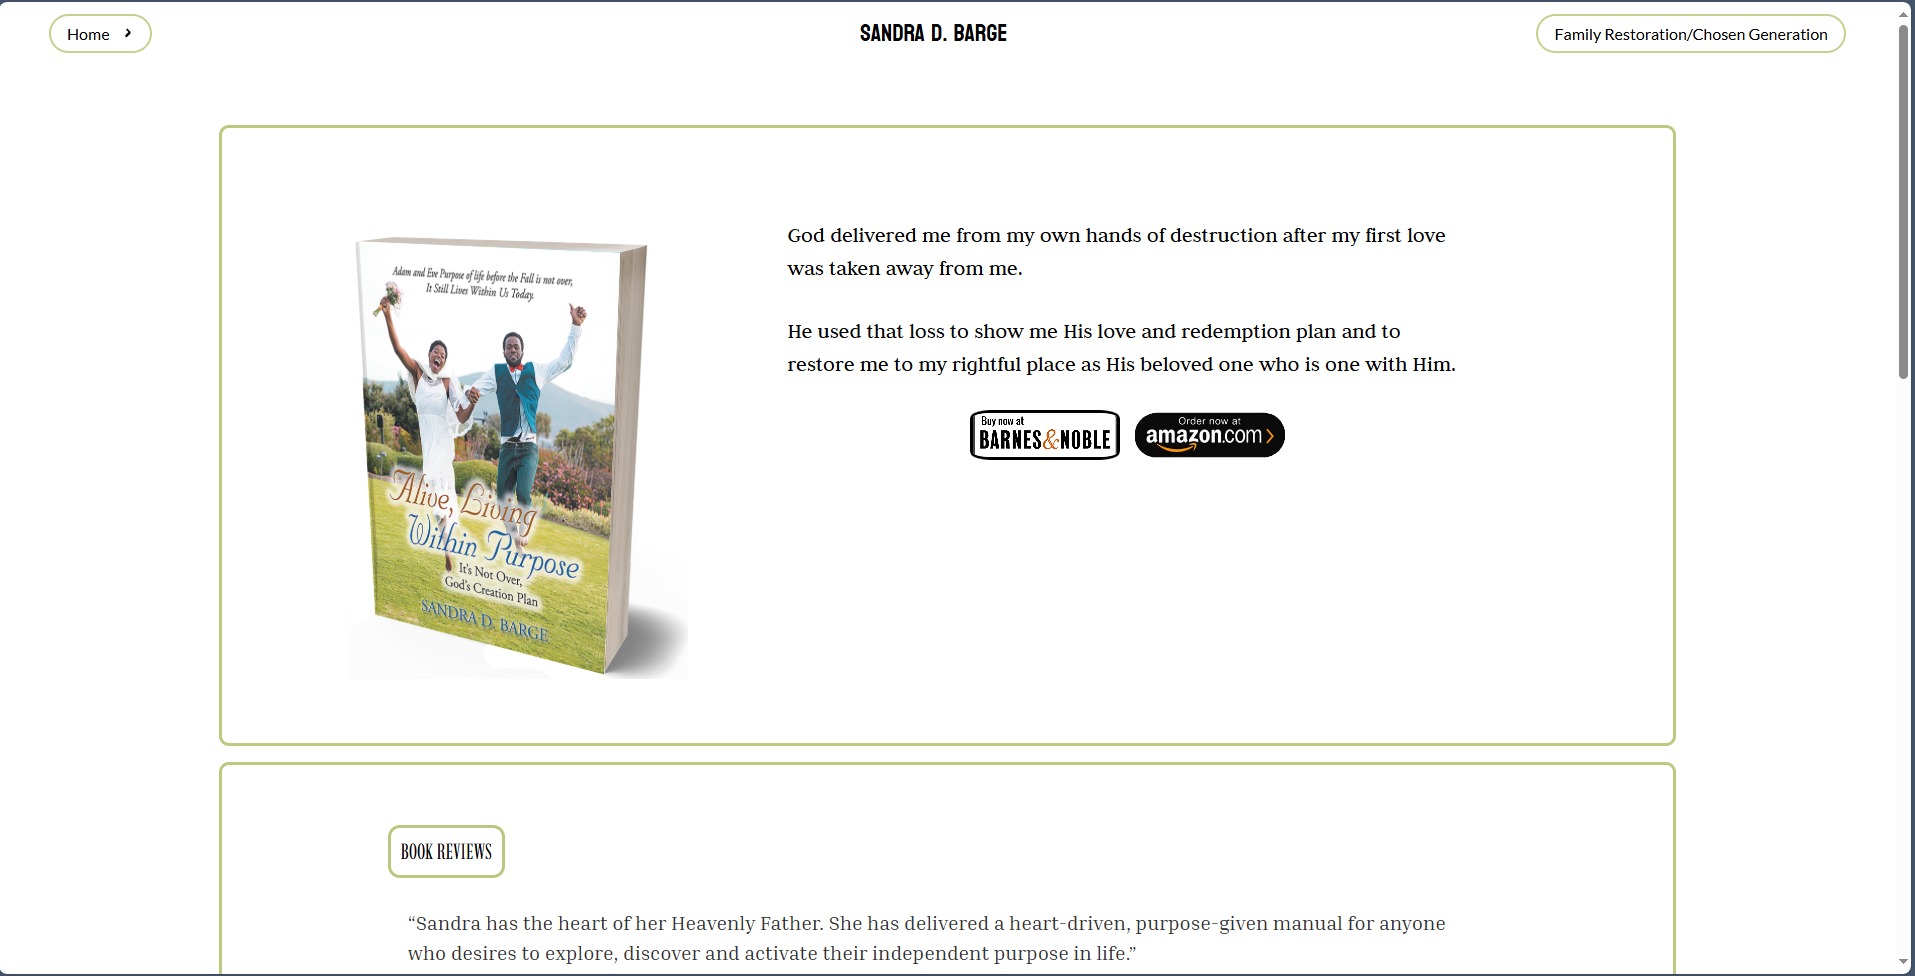 Home
SANDRA D. BARGE
Family Restoration/Chosen Generation
Adam and Eve Purpose of life before the Fall is not over,
It Still Lives Within Us Today.
Alive, Living
Within Purpose
It's Not Over,
God's Creation Plan
SANDRA D. BARGE
God delivered me from my own hands of destruction after my first love
was taken away from me.
He used that loss to show me His love and redemption plan and to
restore me to my rightful place as His beloved one who is one with Him.
Buy now at
BARNES&NOBLE
Order now at
amazon.com
BOOK REVIEWS
“Sandra has the heart of her Heavenly Father. She has delivered a heart-driven, purpose-given manual for anyone
who desires to explore, discover and activate their independent purpose in life.”